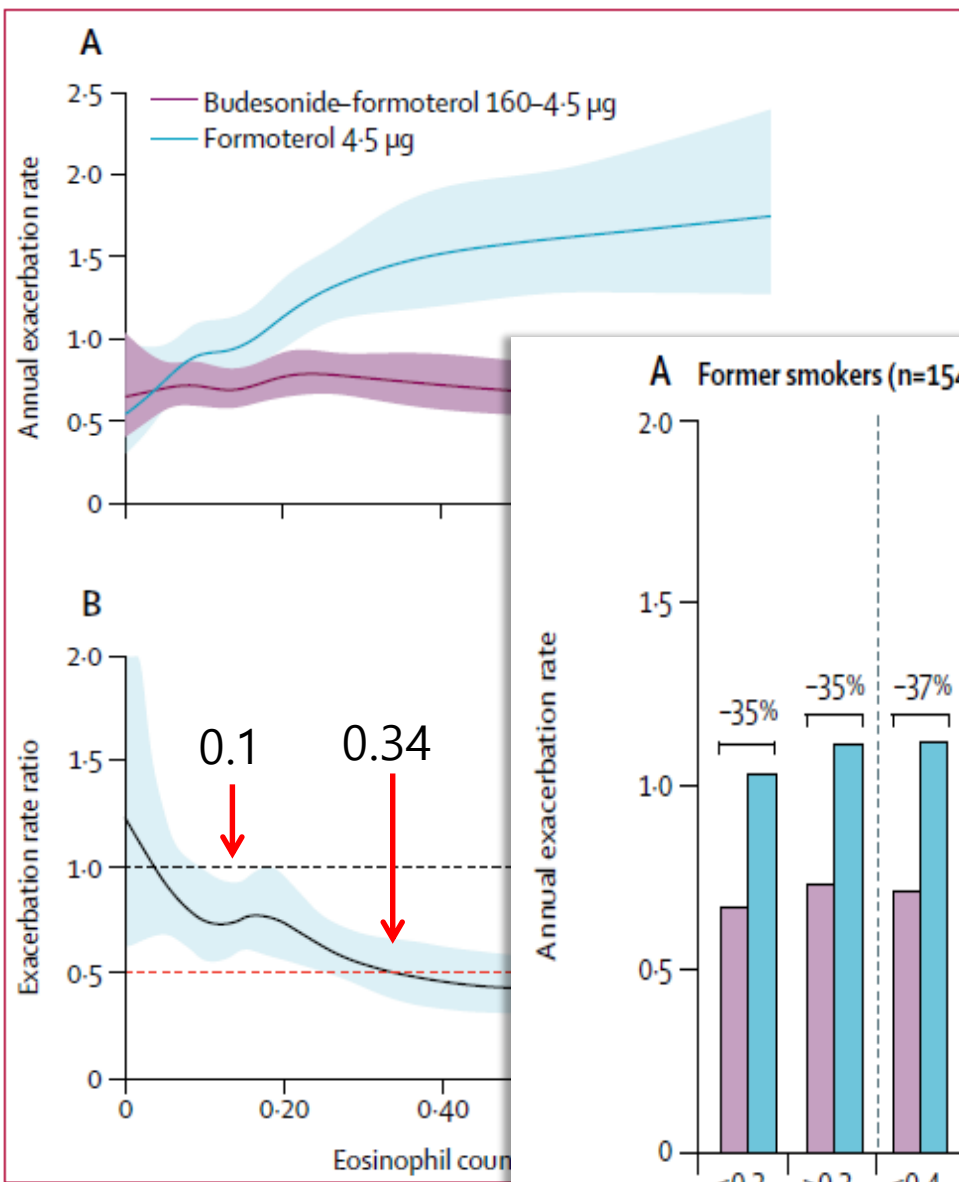 A
Annual exacerbation rate
2·5
2·0
1·5
1·0
0·5
0
Budesonide–formoterol 160–4·5 µg
Formoterol 4·5 µg
B
Exacerbation rate ratio
2·0
1·5
1·0
0·5
0
0.1
0.34
0
0·20
0·40
Eosinophil coun
A Former smokers (n=154
Annual exacerbation rate
2·0
1·5
1·0
0·5
0
–35%
–35%
–37%